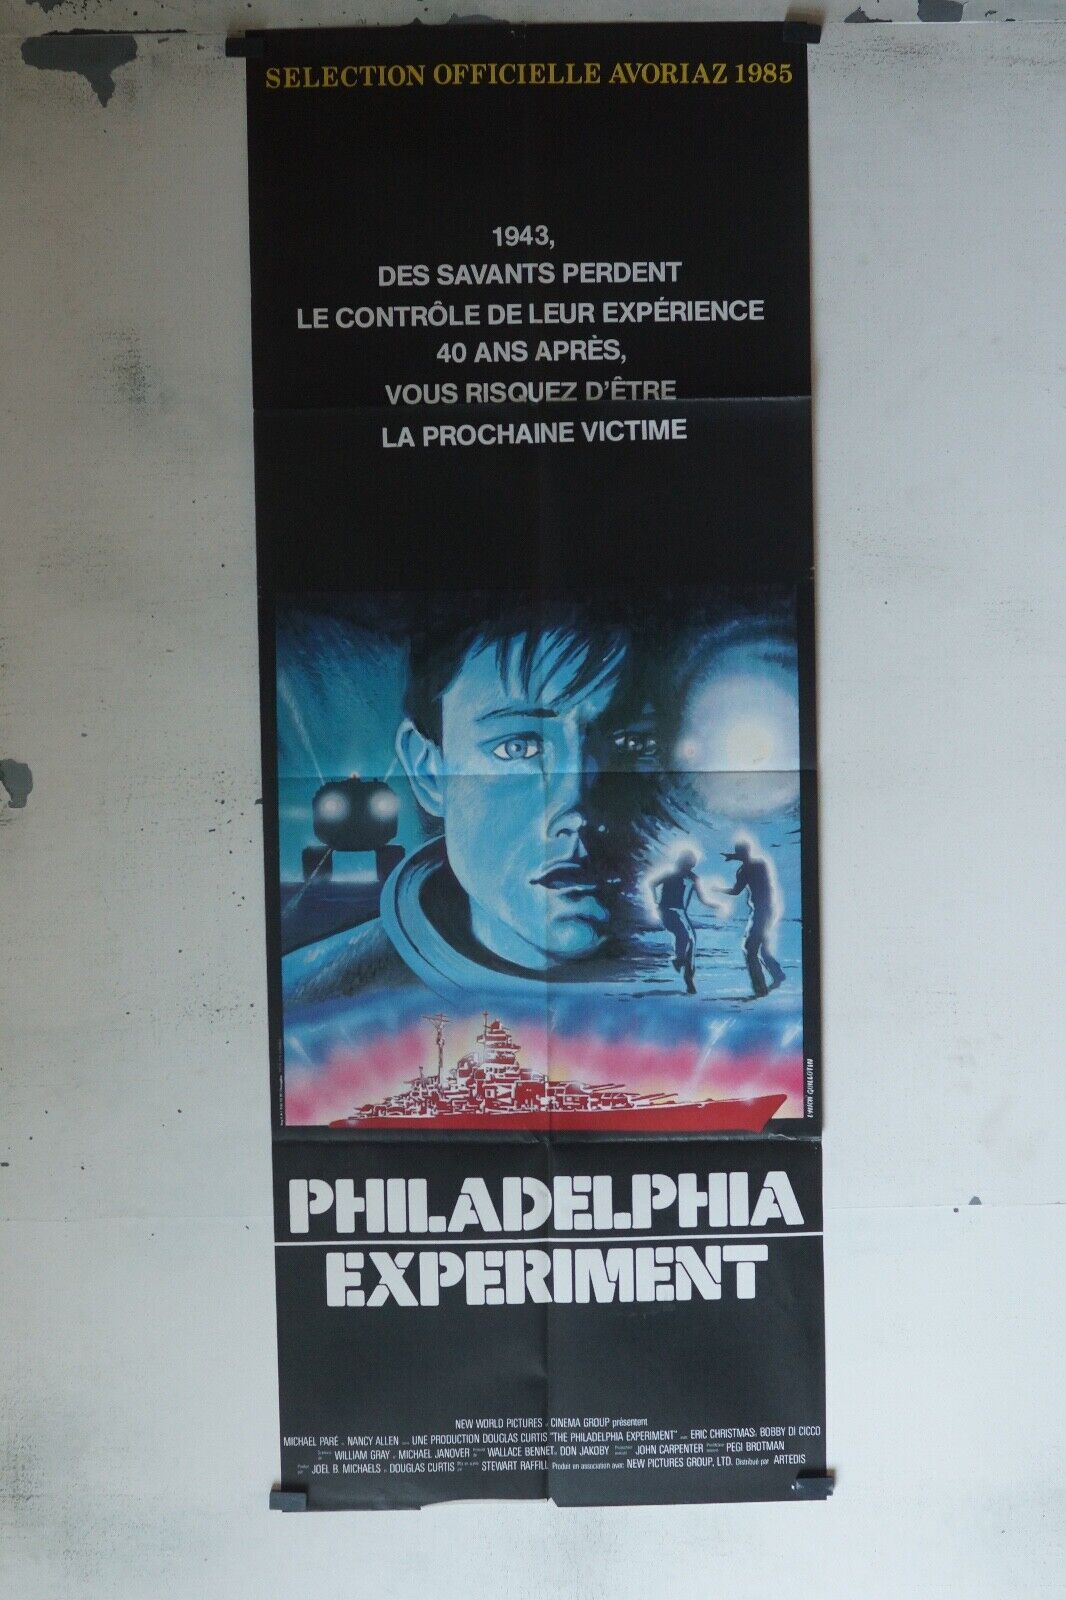 SELECTION OFFICIELLE AVORIAZ 1985
1943,
DES SAVANTS PERDENT
LE CONTRÔLE DE LEUR EXPÉRIENCE
40 ANS APRÈS,
VOUS RISQUEZ D'ÊTRE
LA PROCHAINE VICTIME
PHILADELPHIA
EXPERIMENT
NEW WORLD PICTURES CINEMA GROUP présentent
MICHAEL PARÉ NANCY ALLEN UNE PRODUCTION DOUGLAS CURTIS "THE PHILADELPHIA EXPERIMENT" ERIC CHRISTMAS, BOBBY DI CICCO
WILLIAM GRAY MICHAEL JANOVER WALLACE BENNET DON JAKOBY JOHN CARPENTER PEGI BROTMAN
JOEL B. MICHAELS DOUGLAS CURTIS STEWART RAFFILL Produit en association avec NEW PICTURES GROUP, LTD. Distribué par ARTEDIS